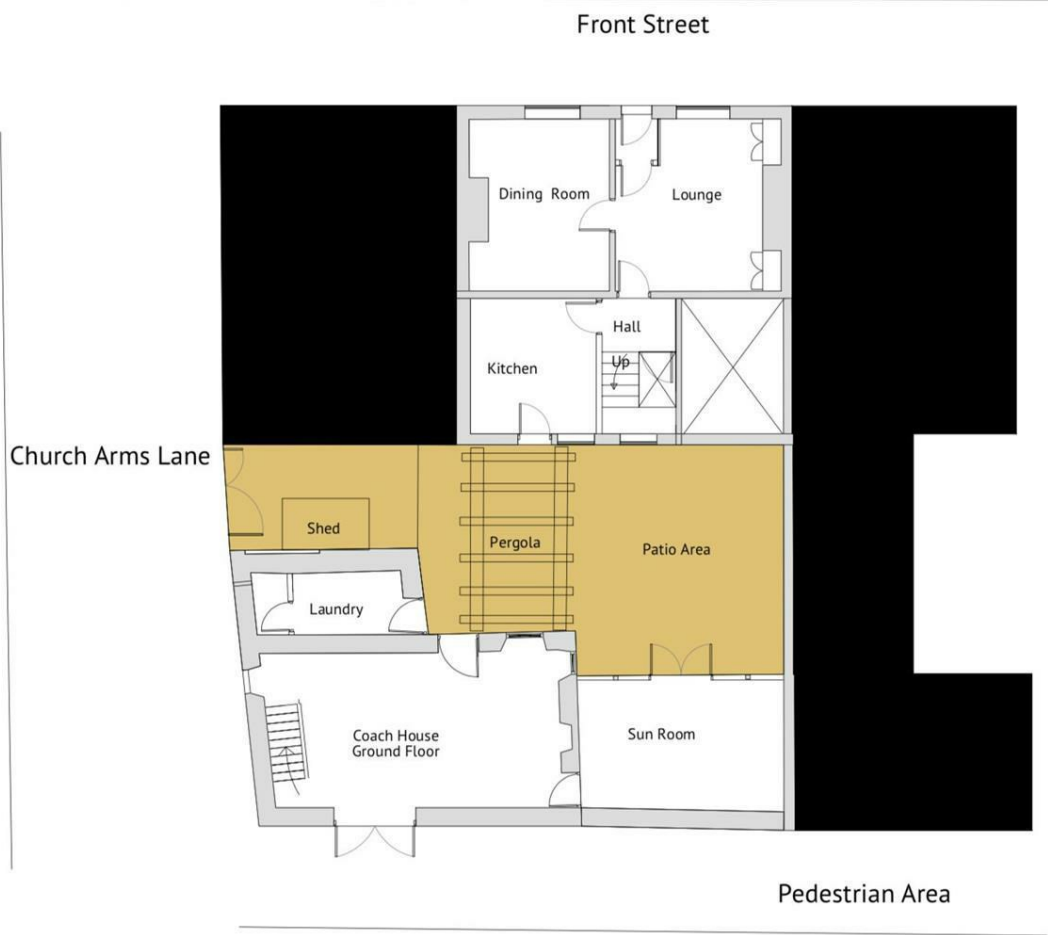 Front Street
Dining Room
Lounge
Hall
Up
Kitchen
Church Arms Lane
Shed
Pergola
Patio Area
Laundry
Coach House
Ground Floor
Sun Room
Pedestrian Area